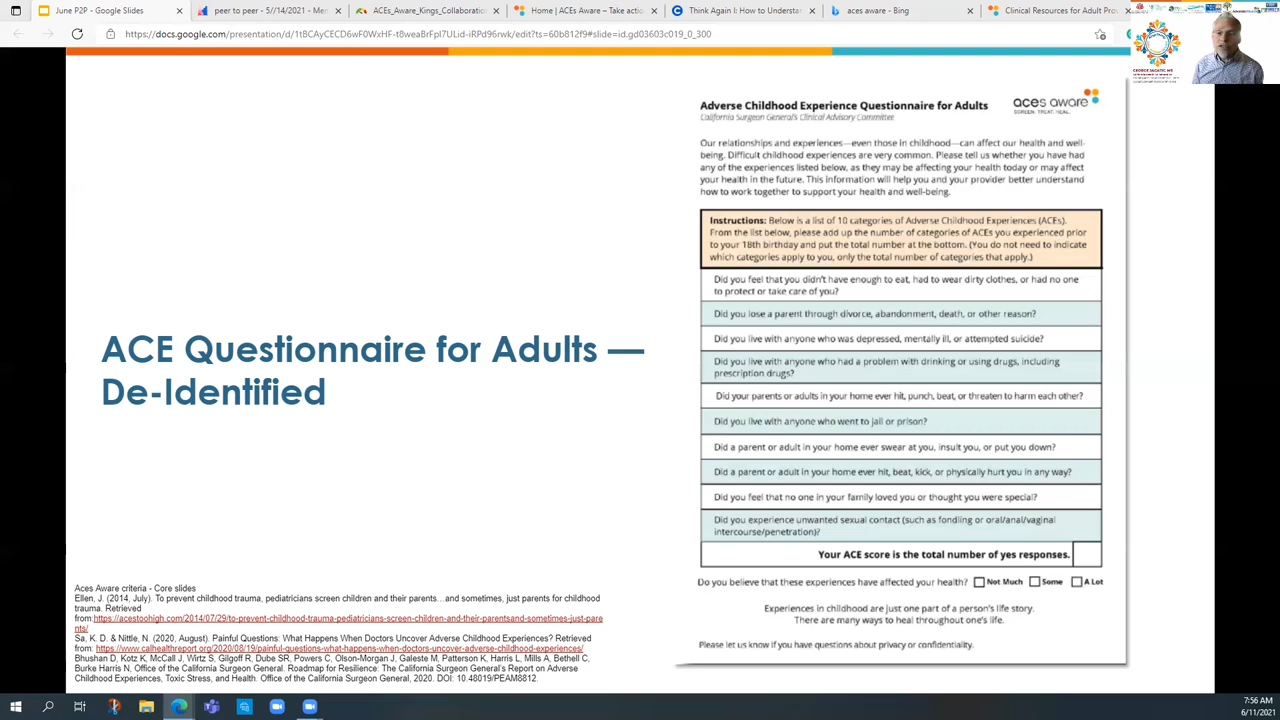 June P2P - Google Slides
peer to peer - 5//14/2021 - Mer
ACEs_Aware_Kings_Collaboratio
Home | ACEs Aware – Take actio
Think Again I: How to Understan
aces aware - Bing
Clinical Resources for Adult Pro
https://docs.google.com/presentation/d/1tBCAyCECD6wF0WxHF-t8weaBrFpI7ULid-iRPd96rwk/edit?ts=60b812f9#slide=id.gd03603c019_0_300
Adverse Childhood Experience Questionnaire for Adults
California Surgeon General's Clinical Advisory Committee
aces aware
SCREEN. TREAT. HEAL.
Our relationships and experiences—even those in childhood—can affect our health and well-
being. Difficult childhood experiences are very common. Please tell us whether you have had
any of the experiences listed below, as they may be affecting your health today or may affect
your health in the future. This information will help you and your provider better understand
how to work together to support your health and well-being.
Instructions: Below is a list of 10 categories of Adverse Childhood Experiences (ACEs).
From the list below, please add up the number of categories of ACEs you experienced prior
to your 18th birthday and put the total number at the bottom. (You do not need to indicate
which categories apply to you, only the total number of categories that apply.)
Did you feel that you didn't have enough to eat, had to wear dirty clothes, or had no one
to protect or take care of you?
Did you lose a parent through divorce, abandonment, death, or other reason?
Did you live with anyone who was depressed, mentally ill, or attempted suicide?
Did you live with anyone who had a problem with drinking or using drugs, including
prescription drugs?
Did your parents or adults in your home ever hit, punch, beat, or threaten to harm each other?
Did you live with anyone who went to jail or prison?
Did a parent or adult in your home ever swear at you, insult you, or put you down?
Did a parent or adult in your home ever hit, beat, kick, or physically hurt you in any way?
Did you feel that no one in your family loved you or thought you were special?
Did you experience unwanted sexual contact (such as fondling or oral/anal/vaginal
intercourse/penetration)?
Your ACE score is the total number of yes responses.
Do you believe that these experiences have affected your health? Not Much Some A Lot
Experiences in childhood are just one part of a person's life story.
There are many ways to heal throughout one's life.
Please let us know if you have questions about privacy or confidentiality.
ACE Questionnaire for Adults —
De-Identified
Aces Aware criteria - Core slides
Ellen, J. (2014, July). To prevent childhood trauma, pediatricians screen children and their parents…and sometimes, just parents for childhood
trauma. Retrieved
from:https://acestoohigh.com/2014/07/29/to-prevent-childhood-trauma-pediatricians-screen-children-and-their-parentsand-sometimes-just-pare
nts/
Sa, K. D. & Nittle, N. (2020, August). Painful Questions: What Happens When Doctors Uncover Adverse Childhood Experiences? Retrieved
from: https://www.calhealthreport.org/2020/08/19/painful-questions-what-happens-when-doctors-uncover-adverse-childhood-experiences/
Bhushan D, Kotz K, McCall J, Wirtz S, Gilgoff R, Dube SR, Powers C, Olson-Morgan J, Galeste M, Patterson K, Harris L, Mills A, Bethell C,
Burke Harris N, Office of the California Surgeon General. Roadmap for Resilience: The California Surgeon General's Report on Adverse
Childhood Experiences, Toxic Stress, and Health. Office of the California Surgeon General, 2020. DOI: 10.48019/PEAM8812.
7:56 AM
6/11/2021